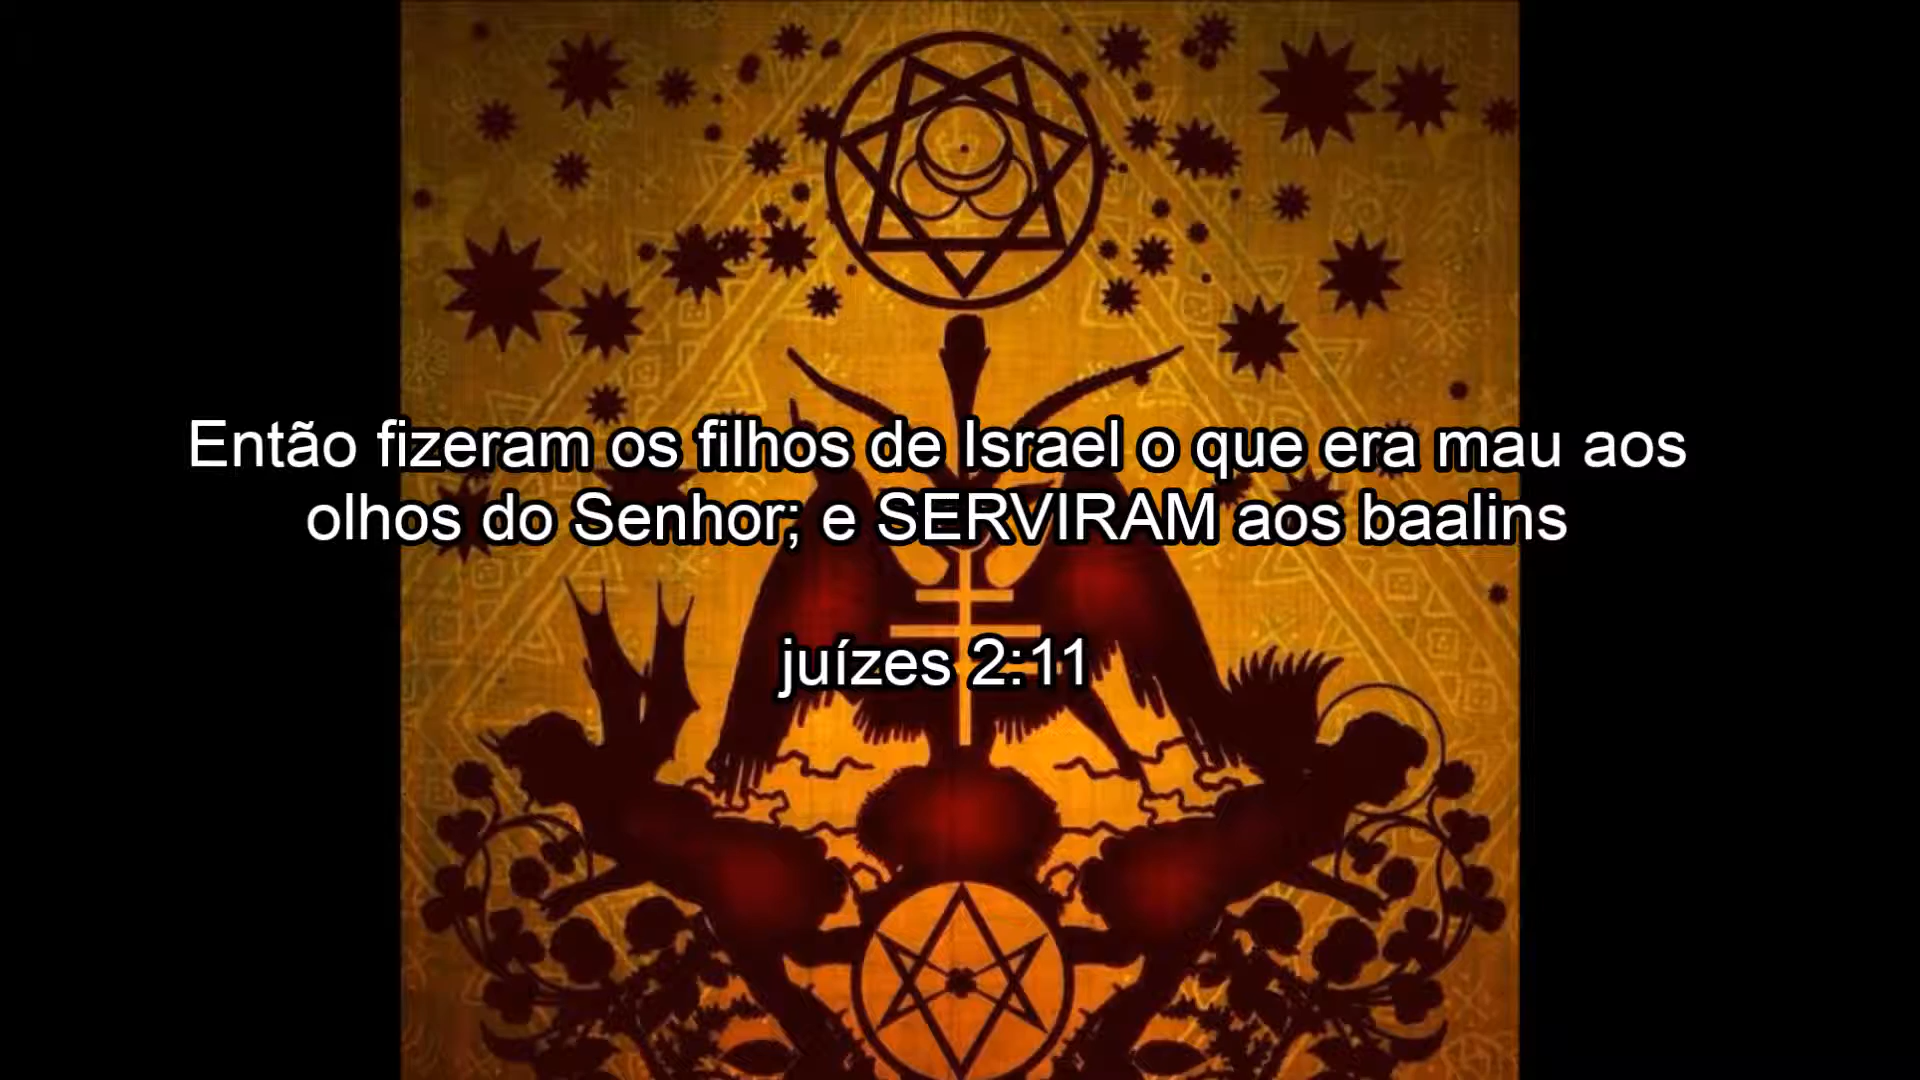 Então fizeram os filhos de Israel o que era mau aos
olhos do Senhor; e SERVIRAM aos baalins
juízes 2:11